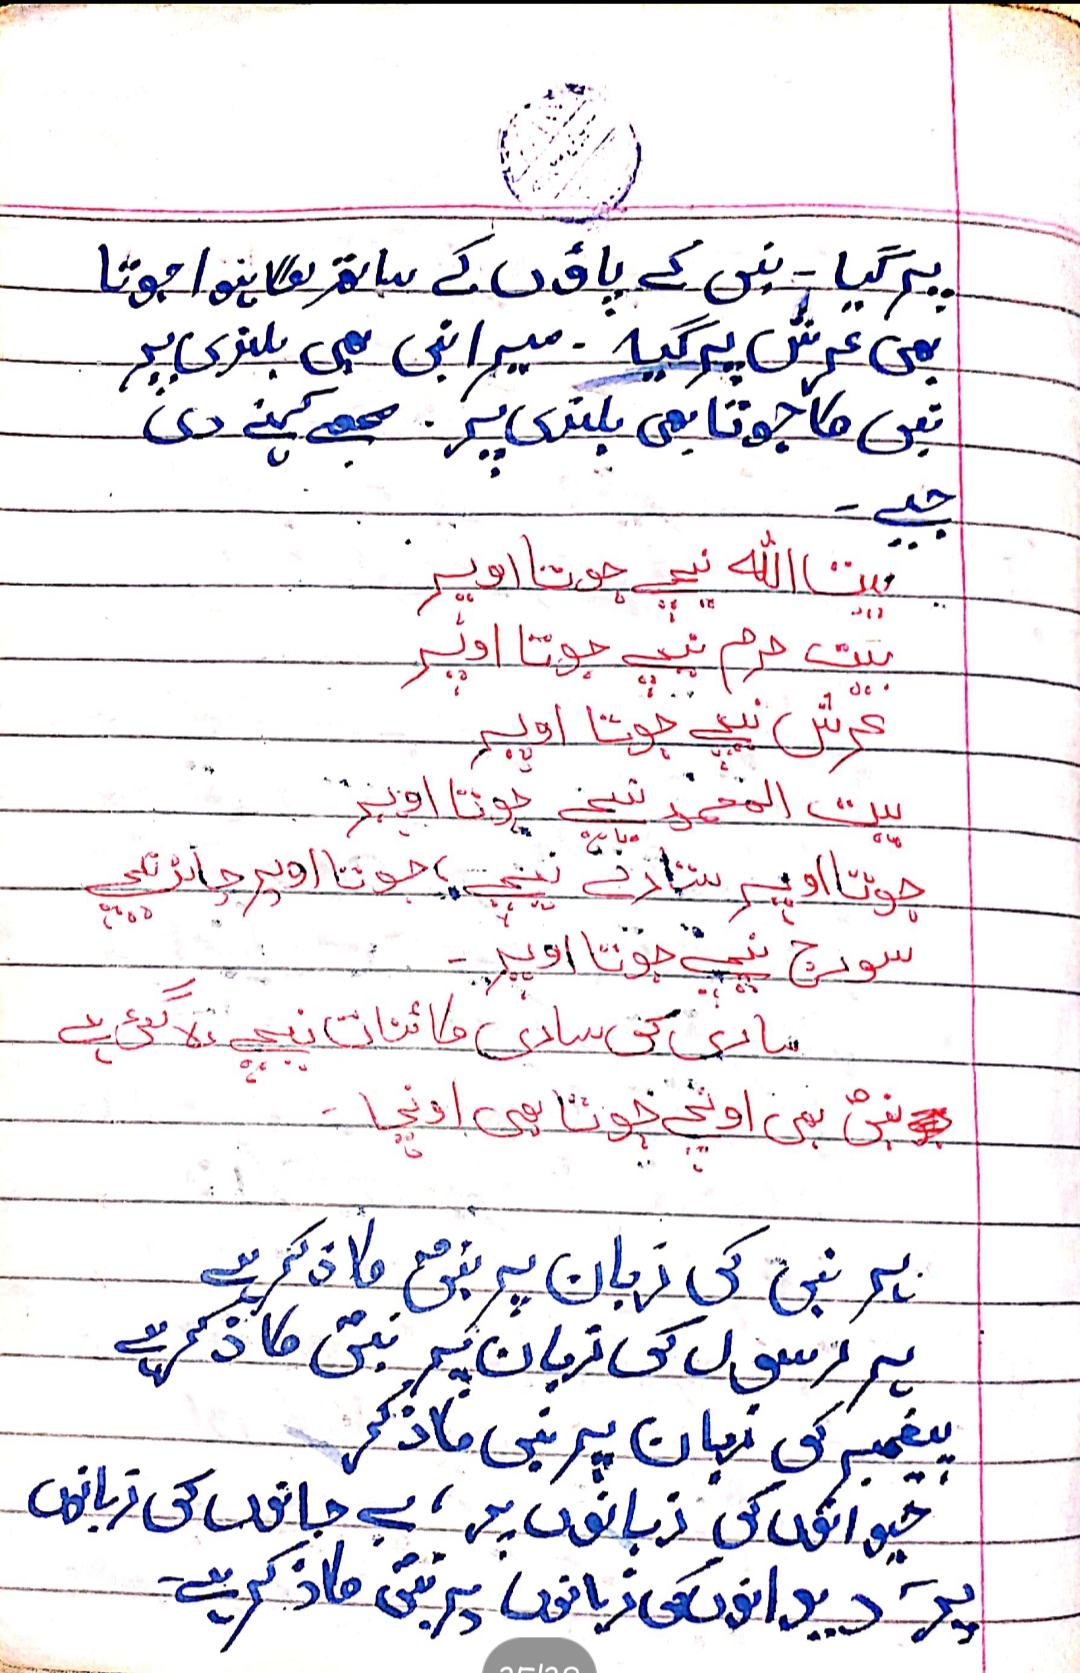 پر گیا۔ نبی کے پاؤں کے ساتھ لگا ہوا جوتا
بھی عرش پر گیا۔ میرا نبی بھی بلندی پر
نبی کا جوتا بھی بلندی پر۔ مجھے کہنے دی
جیے۔
بیت اللہ نیچے جوتا اوپر
بیت حرم نیچے جوتا اوپر
عرش نیچے جوتا اوپر
بیت المعمور نیچے جوتا اوپر
جوتا اوپر ستارے نیچے، جوتا اوپر چاند نیچے
سورج نیچے جوتا اوپر۔
ساری کی ساری کائنات نیچے گئی ہے
نبیؐ بھی اونچے جوتا بھی اونچا۔
ہر نبی کی زبان پر نبیؐ کا ذکر ہے
ہر رسول کی زبان پر نبیؐ کا ذکر ہے
پیغمبر کی زبان پر نبی کا ذکر
حیوانوں کی زبانوں پر، بے جانوں کی زبانوں
پر، دیوانوں کی زبانوں پر نبیؐ کا ذکر ہے۔